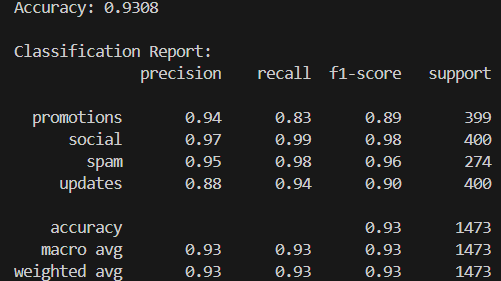 Accuracy: 0.9308
Classification Report:
precision recall f1-score support
promotions 0.94 0.83 0.89 399
social 0.97 0.99 0.98 400
spam 0.95 0.98 0.96 274
updates 0.88 0.94 0.90 400
accuracy 0.93 1473
macro avg 0.93 0.93 0.93 1473
weighted avg 0.93 0.93 0.93 1473